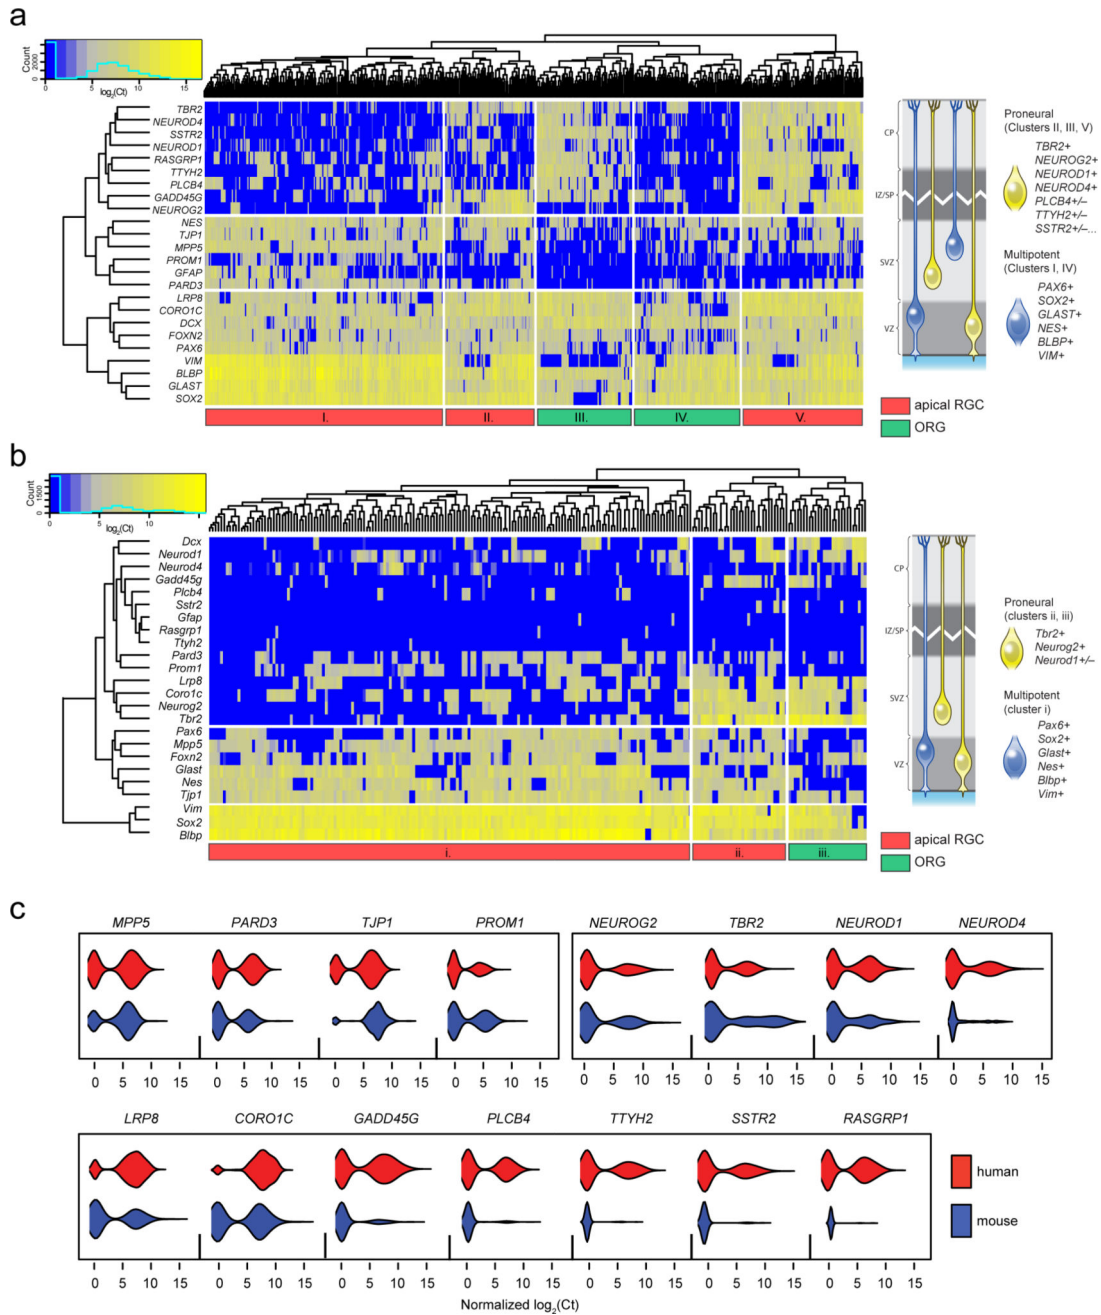 a
Count
0 2000
0 5 10 15
log2(Ct)
TBR2
NEUROD4
SSTR2
NEUROD1
RASGRP1
TTYH2
PLCB4
GADD45G
NEUROG2
NES
TJP1
MPP5
PROM1
GFAP
PARD3
LRP8
CORO1C
DCX
FOXN2
PAX6
VIM
BLBP
GLAST
SOX2
I. II. III. IV. V.
CP
IZ/SP
SVZ
VZ
Proneural
(Clusters II, III, V)
TBR2+
NEUROG2+
NEUROD1+
NEUROD4+
PLCB4+/–
TTYH2+/–
SSTR2+/–...
Multipotent
(Clusters I, IV)
PAX6+
SOX2+
GLAST+
NES+
BLBP+
VIM+
apical RGC
ORG
b
Count
0 1500
0 5 10 15
log2(Ct)
Dcx
Neurod1
Neurod4
Gadd45g
Plcb4
Sstr2
Gfap
Rasgrp1
Ttyh2
Pard3
Prom1
Lrp8
Coro1c
Neurog2
Tbr2
Pax6
Mpp5
Foxn2
Glast
Nes
Tjp1
Vim
Sox2
Blbp
i. ii. iii.
CP
IZ/SP
SVZ
VZ
Proneural
(clusters ii, iii)
Tbr2+
Neurog2+
Neurod1+/–
Multipotent
(cluster i)
Pax6+
Sox2+
Glast+
Nes+
Blbp+
Vim+
apical RGC
ORG
c
MPP5 PARD3 TJP1 PROM1 NEUROG2 TBR2 NEUROD1 NEUROD4
0 5 10 15 0 5 10 15 0 5 10 15 0 5 10 15 0 5 10 15 0 5 10 15 0 5 10 15 0 5 10 15
LRP8 CORO1C GADD45G PLCB4 TTYH2 SSTR2 RASGRP1
human
mouse
0 5 10 15 0 5 10 15 0 5 10 15 0 5 10 15 0 5 10 15 0 5 10 15 0 5 10 15
Normalized log2(Ct)